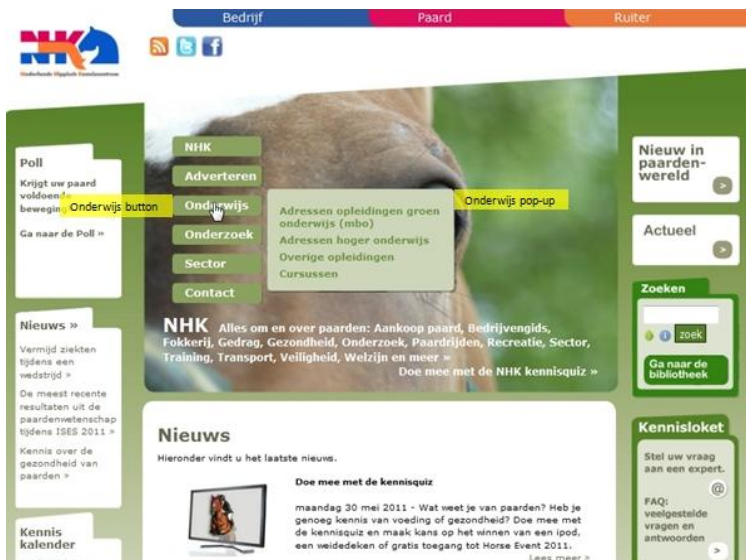 Bedrijf
Paard
Ruiter
NHK
Nederlands Hippisch Kenniscentrum
Poll
Krijgt uw paard
voldoende
beweging
Ga naar de Poll »
Onderwijs button
NHK
Adverteren
Onderwijs
Onderzoek
Sector
Contact
Onderwijs pop-up
Adressen opleidingen groen
onderwijs (mbo)
Adressen hoger onderwijs
Overige opleidingen
Cursussen
NHK Alles om en over paarden: Aankoop paard, Bedrijvengids,
Fokkerij, Gedrag, Gezondheid, Onderzoek, Paardrijden, Recreatie, Sector,
Training, Transport, Veiligheid, Welzijn en meer »
Doe mee met de NHK kennisquiz »
Nieuw in
paarden-
wereld
>
Actueel
>
Zoeken
zoek
Ga naar de
bibliotheek
Nieuws »
Vermijd ziekten
tijdens een
wedstrijd »
De meest recente
resultaten uit de
paardenwetenschap
tijdens ISES 2011 »
Kennis over de
gezondheid van
paarden »
Kennis
kalender
Nieuws
Hieronder vindt u het laatste nieuws.
Doe mee met de kennisquiz
maandag 30 mei 2011 - Wat weet je van paarden? Heb je
genoeg kennis van voeding of gezondheid? Doe mee met
de kennisquiz en maak kans op het winnen van een ipod,
een weidedeken of gratis toegang tot Horse Event 2011.
Lees meer »
Kennisloket
Stel uw vraag
aan een expert.
@
FAQ:
veelgestelde
vragen en
antwoorden
>